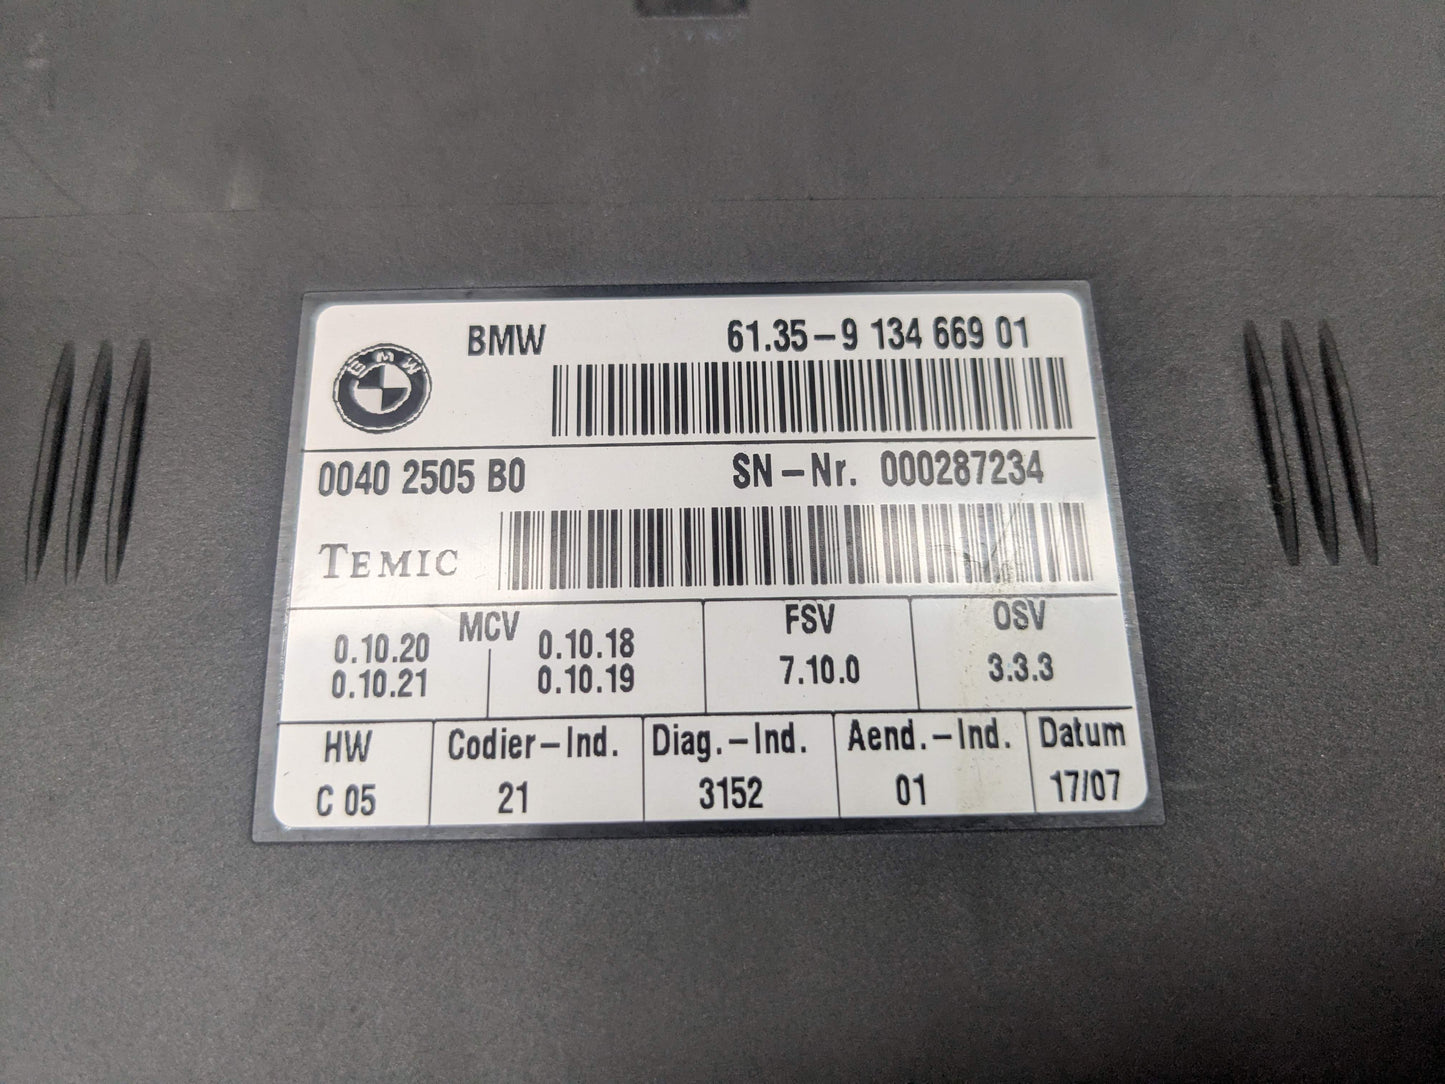 BMW 61.35-9 134 669 01
BMW
0040 2505 B0 SN-Nr. 000287234
TEMIC
MCV FSV OSV
0.10.20 0.10.18 7.10.0 3.3.3
0.10.21 0.10.19
HW Codier-Ind. Diag.-Ind. Aend.-Ind. Datum
C 05 21 3152 01 17/07